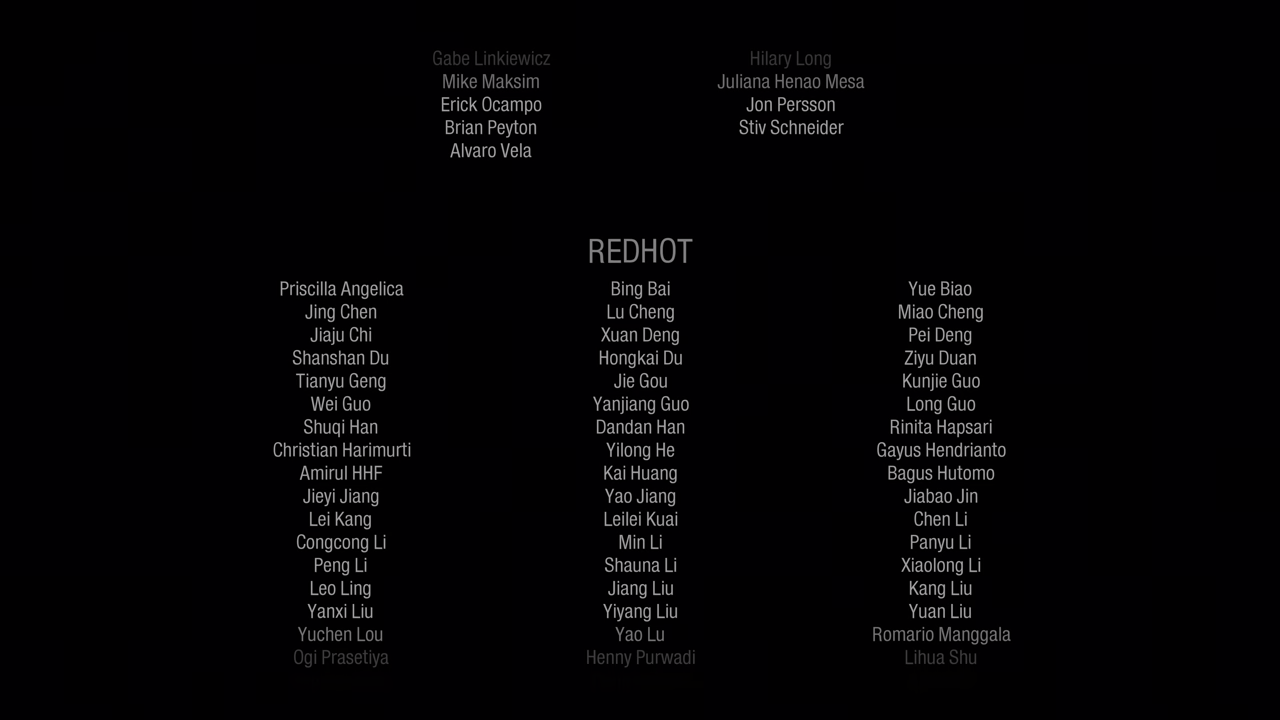 Gabe Linkiewicz Hilary Long
Mike Maksim Juliana Henao Mesa
Erick Ocampo Jon Persson
Brian Peyton Stiv Schneider
Alvaro Vela
REDHOT
Priscilla Angelica Bing Bai Yue Biao
Jing Chen Lu Cheng Miao Cheng
Jiaju Chi Xuan Deng Pei Deng
Shanshan Du Hongkai Du Ziyu Duan
Tianyu Geng Jie Gou Kunjie Guo
Wei Guo Yanjiang Guo Long Guo
Shuqi Han Dandan Han Rinita Hapsari
Christian Harimurti Yilong He Gayus Hendrianto
Amirul HHF Kai Huang Bagus Hutomo
Jieyi Jiang Yao Jiang Jiabao Jin
Lei Kang Leilei Kuai Chen Li
Congcong Li Min Li Panyu Li
Peng Li Shauna Li Xiaolong Li
Leo Ling Jiang Liu Kang Liu
Yanxi Liu Yiyang Liu Yuan Liu
Yuchen Lou Yao Lu Romario Manggala
Ogi Prasetiya Henny Purwadi Lihua Shu